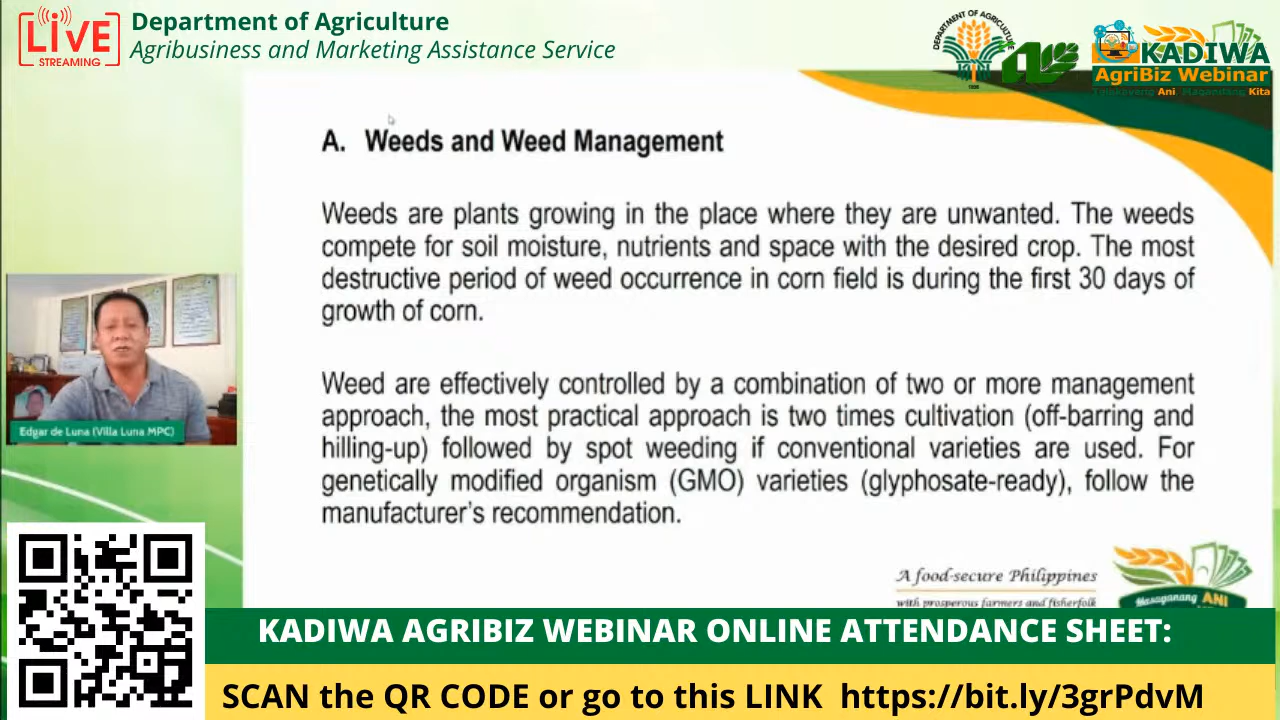 LIVE
STREAMING
Department of Agriculture
Agribusiness and Marketing Assistance Service
DEPARTMENT OF AGRICULTURE
1898
KADIWA
AgriBiz Webinar
A. Weeds and Weed Management
Weeds are plants growing in the place where they are unwanted. The weeds
compete for soil moisture, nutrients and space with the desired crop. The most
destructive period of weed occurrence in corn field is during the first 30 days of
growth of corn.
Weed are effectively controlled by a combination of two or more management
approach, the most practical approach is two times cultivation (off-barring and
hilling-up) followed by spot weeding if conventional varieties are used. For
genetically modified organism (GMO) varieties (glyphosate-ready), follow the
manufacturer's recommendation.
Edgar de Luna (Villa Luna MPC)
A food-secure Philippines
with prosperous farmers and fisherfolk
Masaganang ANI
KADIWA AGRIBIZ WEBINAR ONLINE ATTENDANCE SHEET:
SCAN the QR CODE or go to this LINK https://bit.ly/3grPdvM